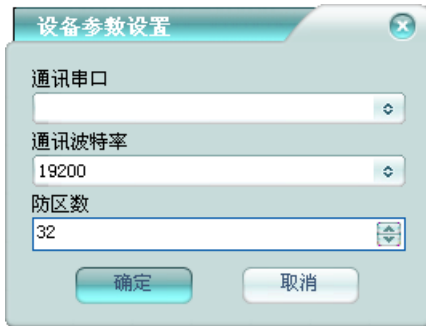 设备参数设置
通讯串口
通讯波特率
19200
防区数
32
确定 取消